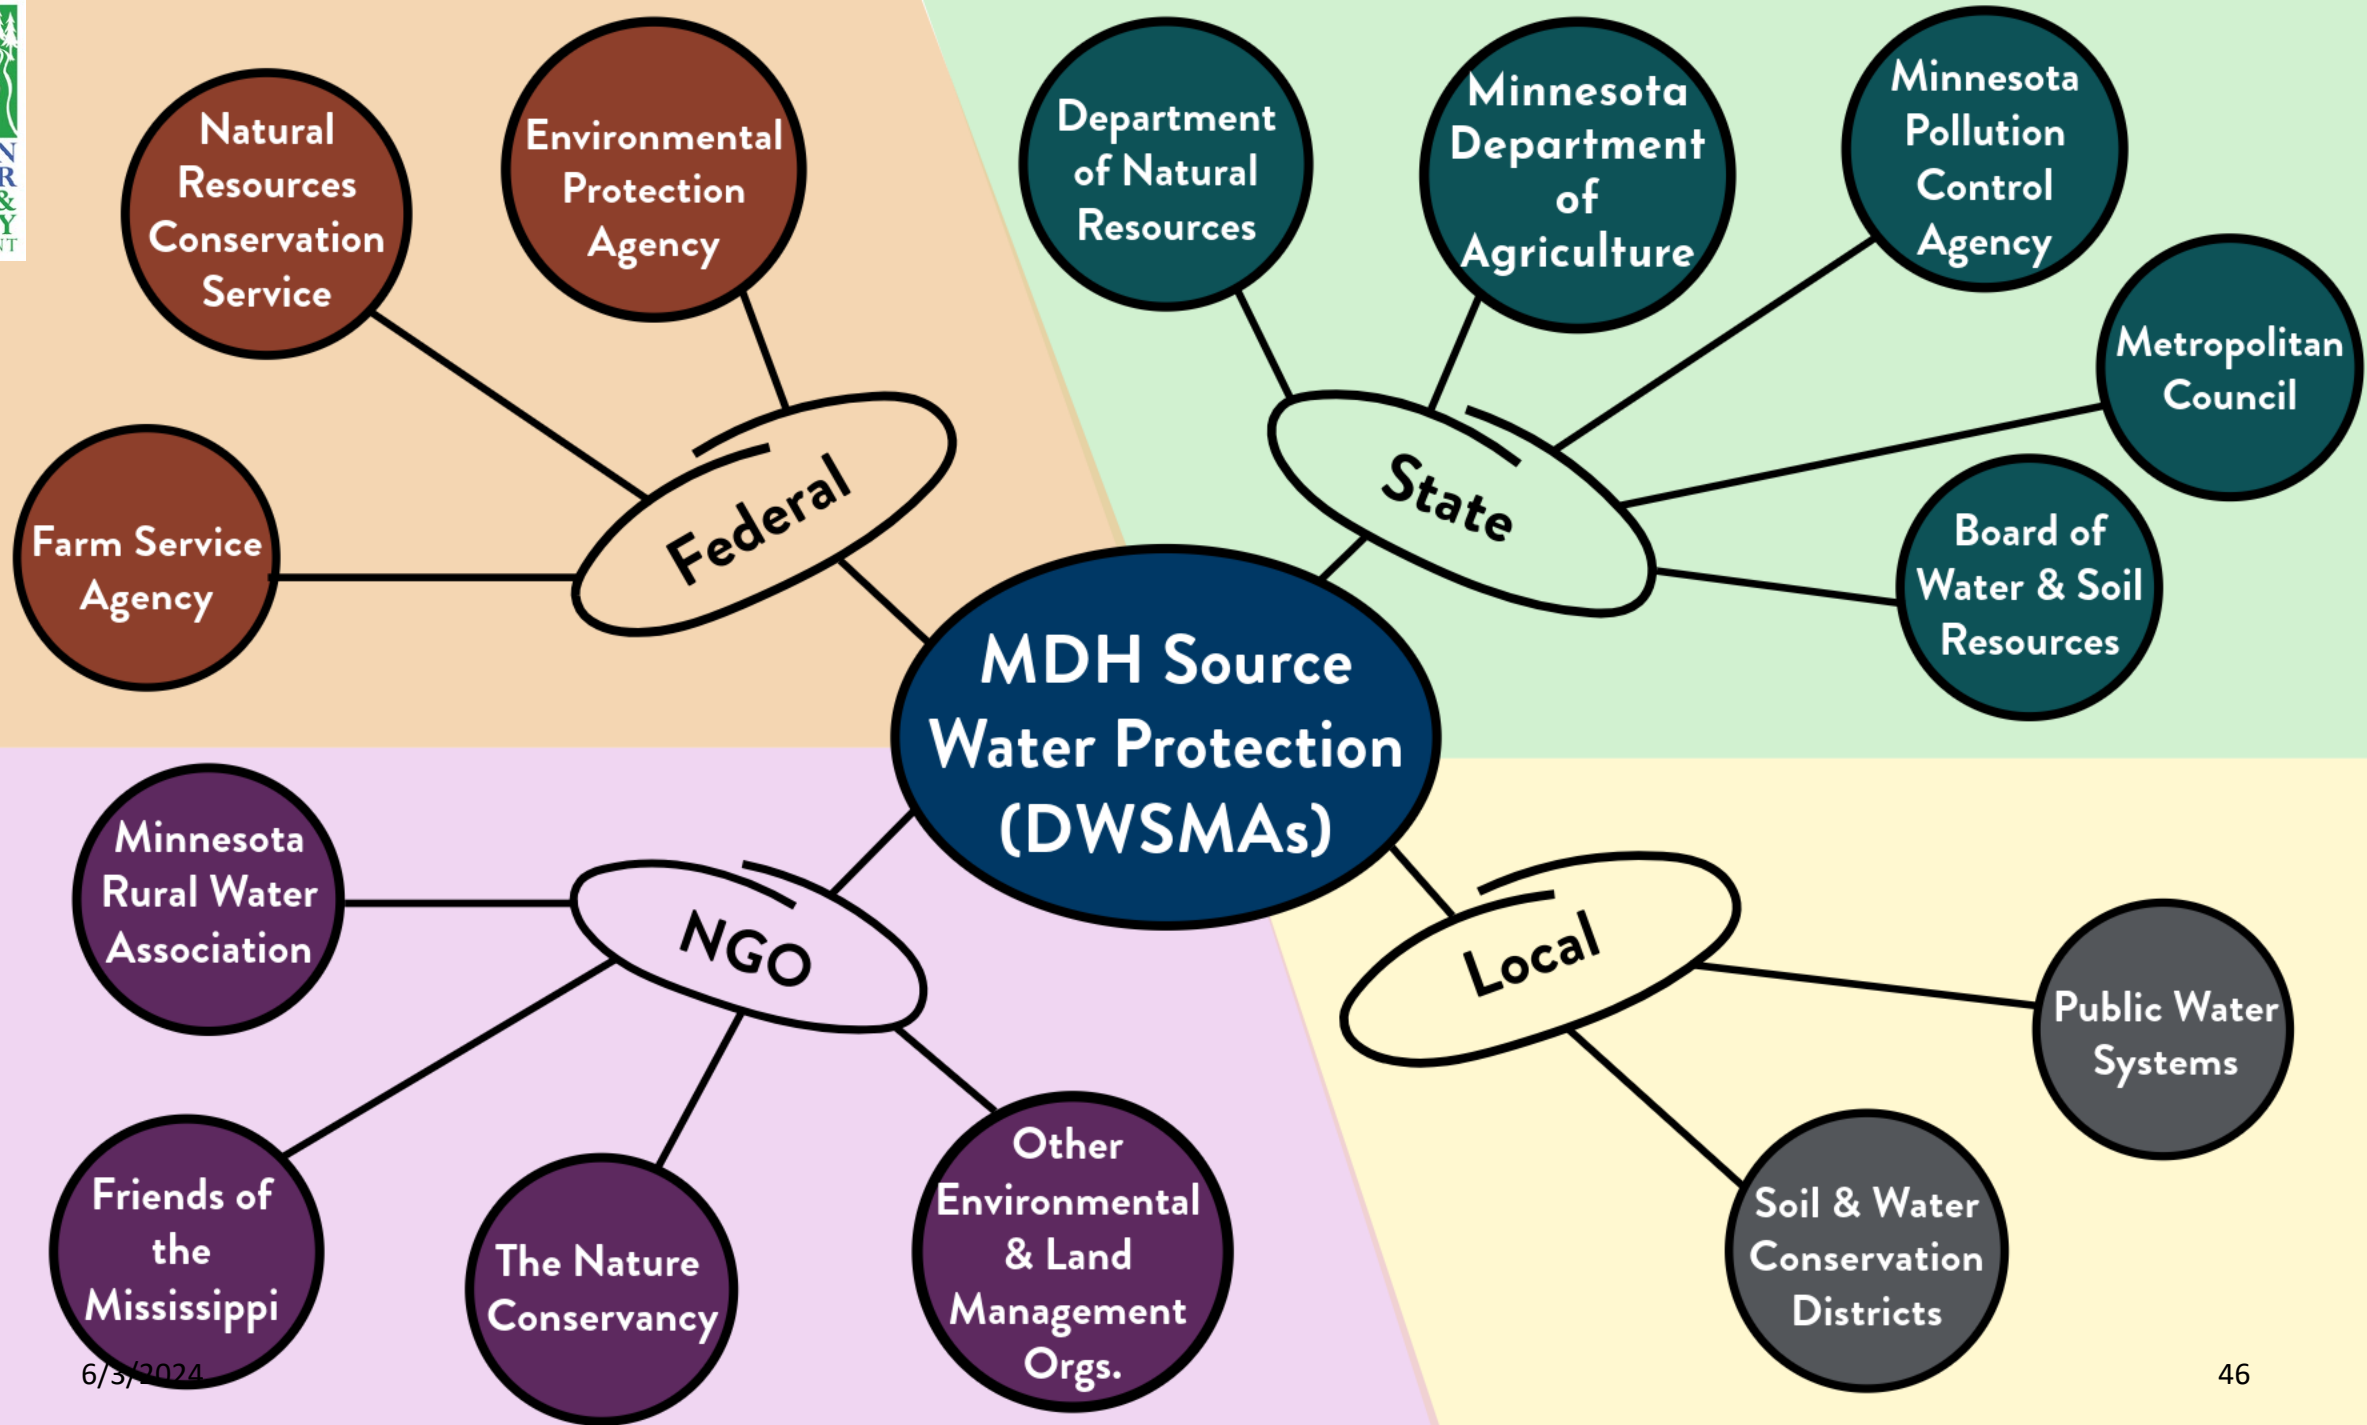 N
R
&
Y
NT
Natural
Resources
Conservation
Service
Environmental
Protection
Agency
Farm Service
Agency
Federal
Department
of Natural
Resources
Minnesota
Department
of
Agriculture
Minnesota
Pollution
Control
Agency
Metropolitan
Council
Board of
Water & Soil
Resources
State
MDH Source
Water Protection
(DWSMAs)
Minnesota
Rural Water
Association
NGO
Friends of
the
Mississippi
The Nature
Conservancy
Other
Environmental
& Land
Management
Orgs.
Local
Public Water
Systems
Soil & Water
Conservation
Districts
6/3/2024
46